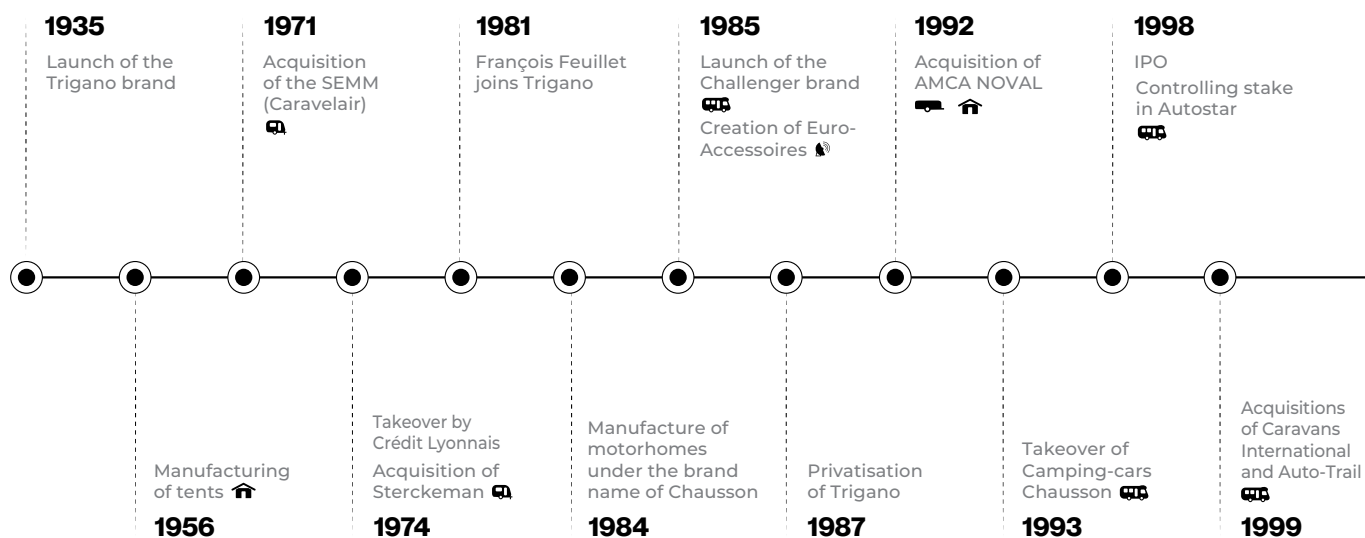 1935
Launch of the
Trigano brand
1971
Acquisition
of the SEMM
(Caravelair)
1981
François Feuillet
joins Trigano
1985
Launch of the
Challenger brand
Creation of Euro-
Accessoires
1992
Acquisition of
AMCA NOVAL
1998
IPO
Controlling stake
in Autostar
Manufacturing
of tents
1956
Takeover by
Crédit Lyonnais
Acquisition of
Sterckeman
1974
Manufacture of
motorhomes
under the brand
name of Chausson
1984
Privatisation
of Trigano
1987
Takeover of
Camping-cars
Chausson
1993
Acquisitions
of Caravans
International
and Auto-Trail
1999